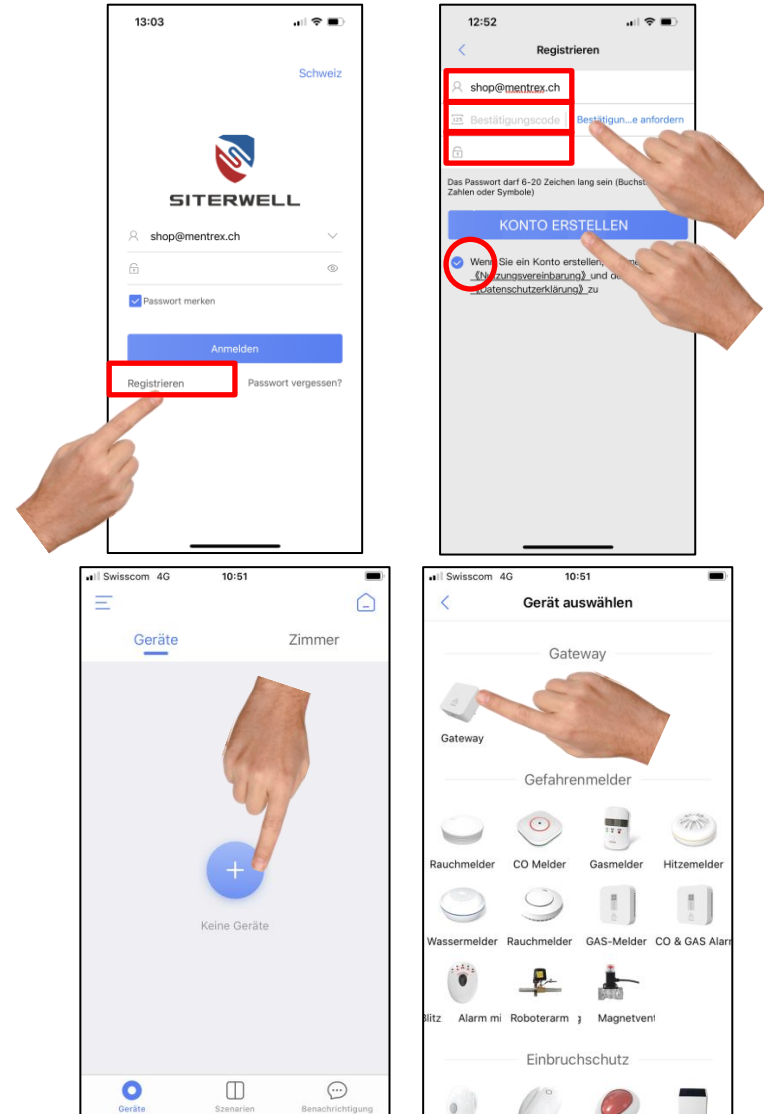 13:03
Schweiz
SITERWELL
shop@mentrex.ch
Passwort merken
Anmelden
Registrieren
Passwort vergessen?
12:52
Registrieren
shop@mentrex.ch
Bestätigungscode
Bestätigun...e anfordern
Das Passwort darf 6-20 Zeichen lang sein
Zahlen oder Symbole)
KONTO ERSTELLEN
Sie ein Konto erstellen,
und
《Datenschutzerklärung》 zu
Swisscom 4G 10:51
Geräte Zimmer
Keine Geräte
Geräte Szenarien Benachrichtigung
Swisscom 4G 10:51
Gerät auswählen
Gateway
Gateway
Gefahrenmelder
Rauchmelder CO Melder Gasmelder Hitzemelder
Wassermelder Rauchmelder GAS-Melder CO & GAS Alarr
Alarm mi Roboterarm Magnetvent
Einbruchschutz